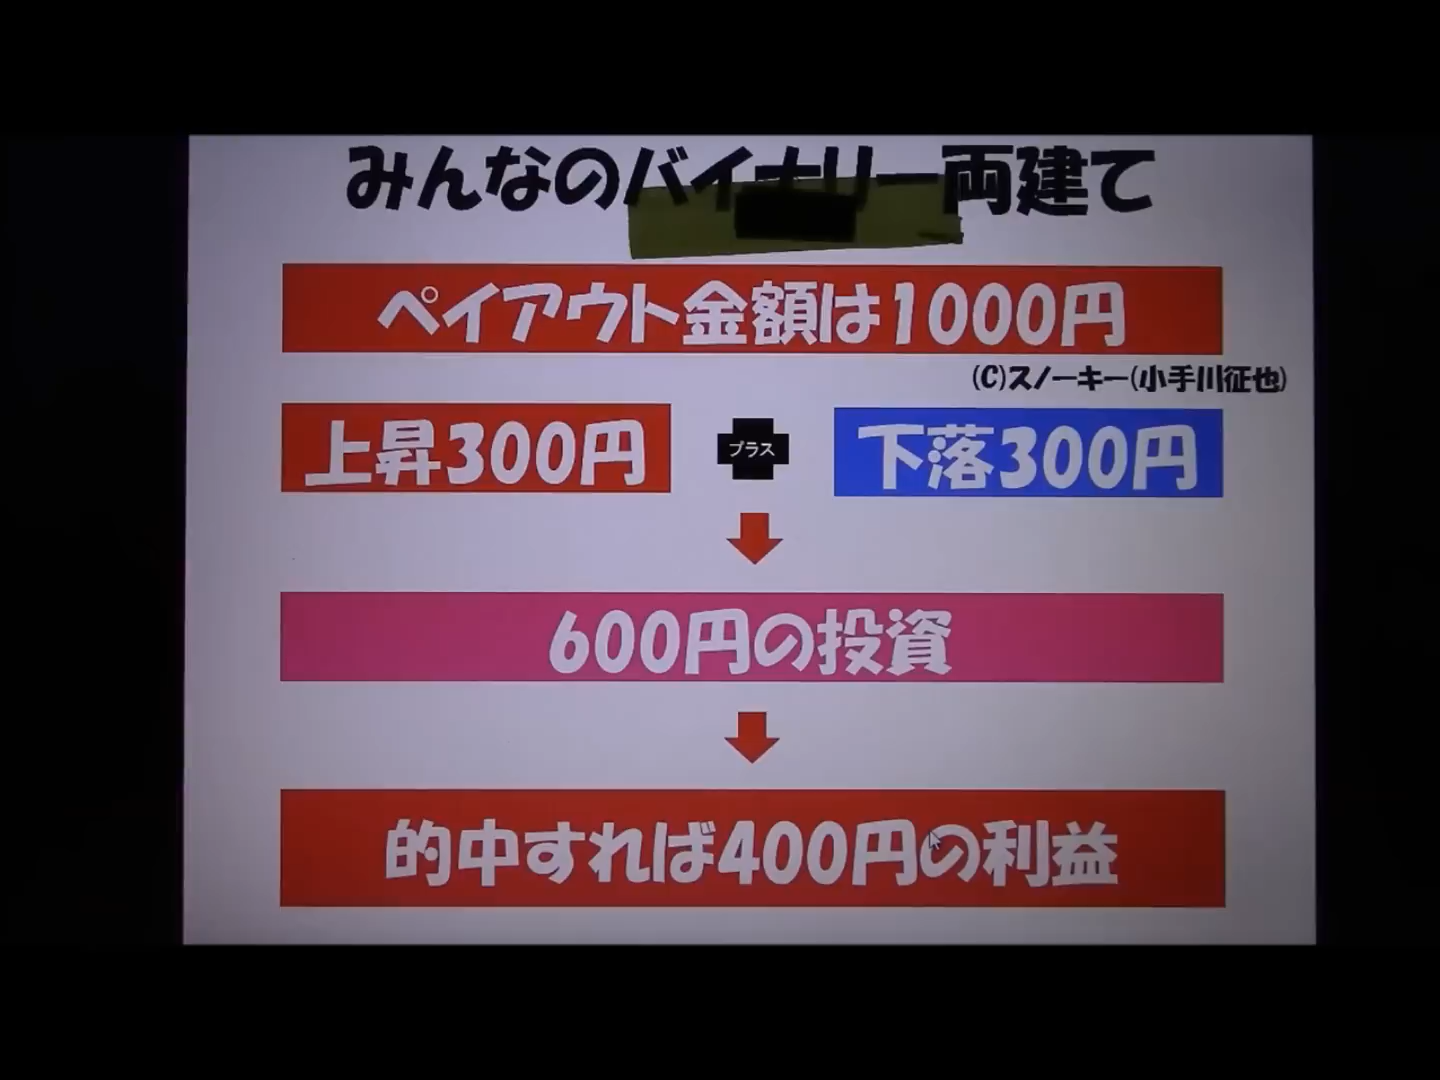 みんなのバイナリー両建て
ペイアウト金額は1000円
(C)スノーキー(小手川征也)
上昇300円
プラス
下落300円
600円の投資
的中すれば400円の利益